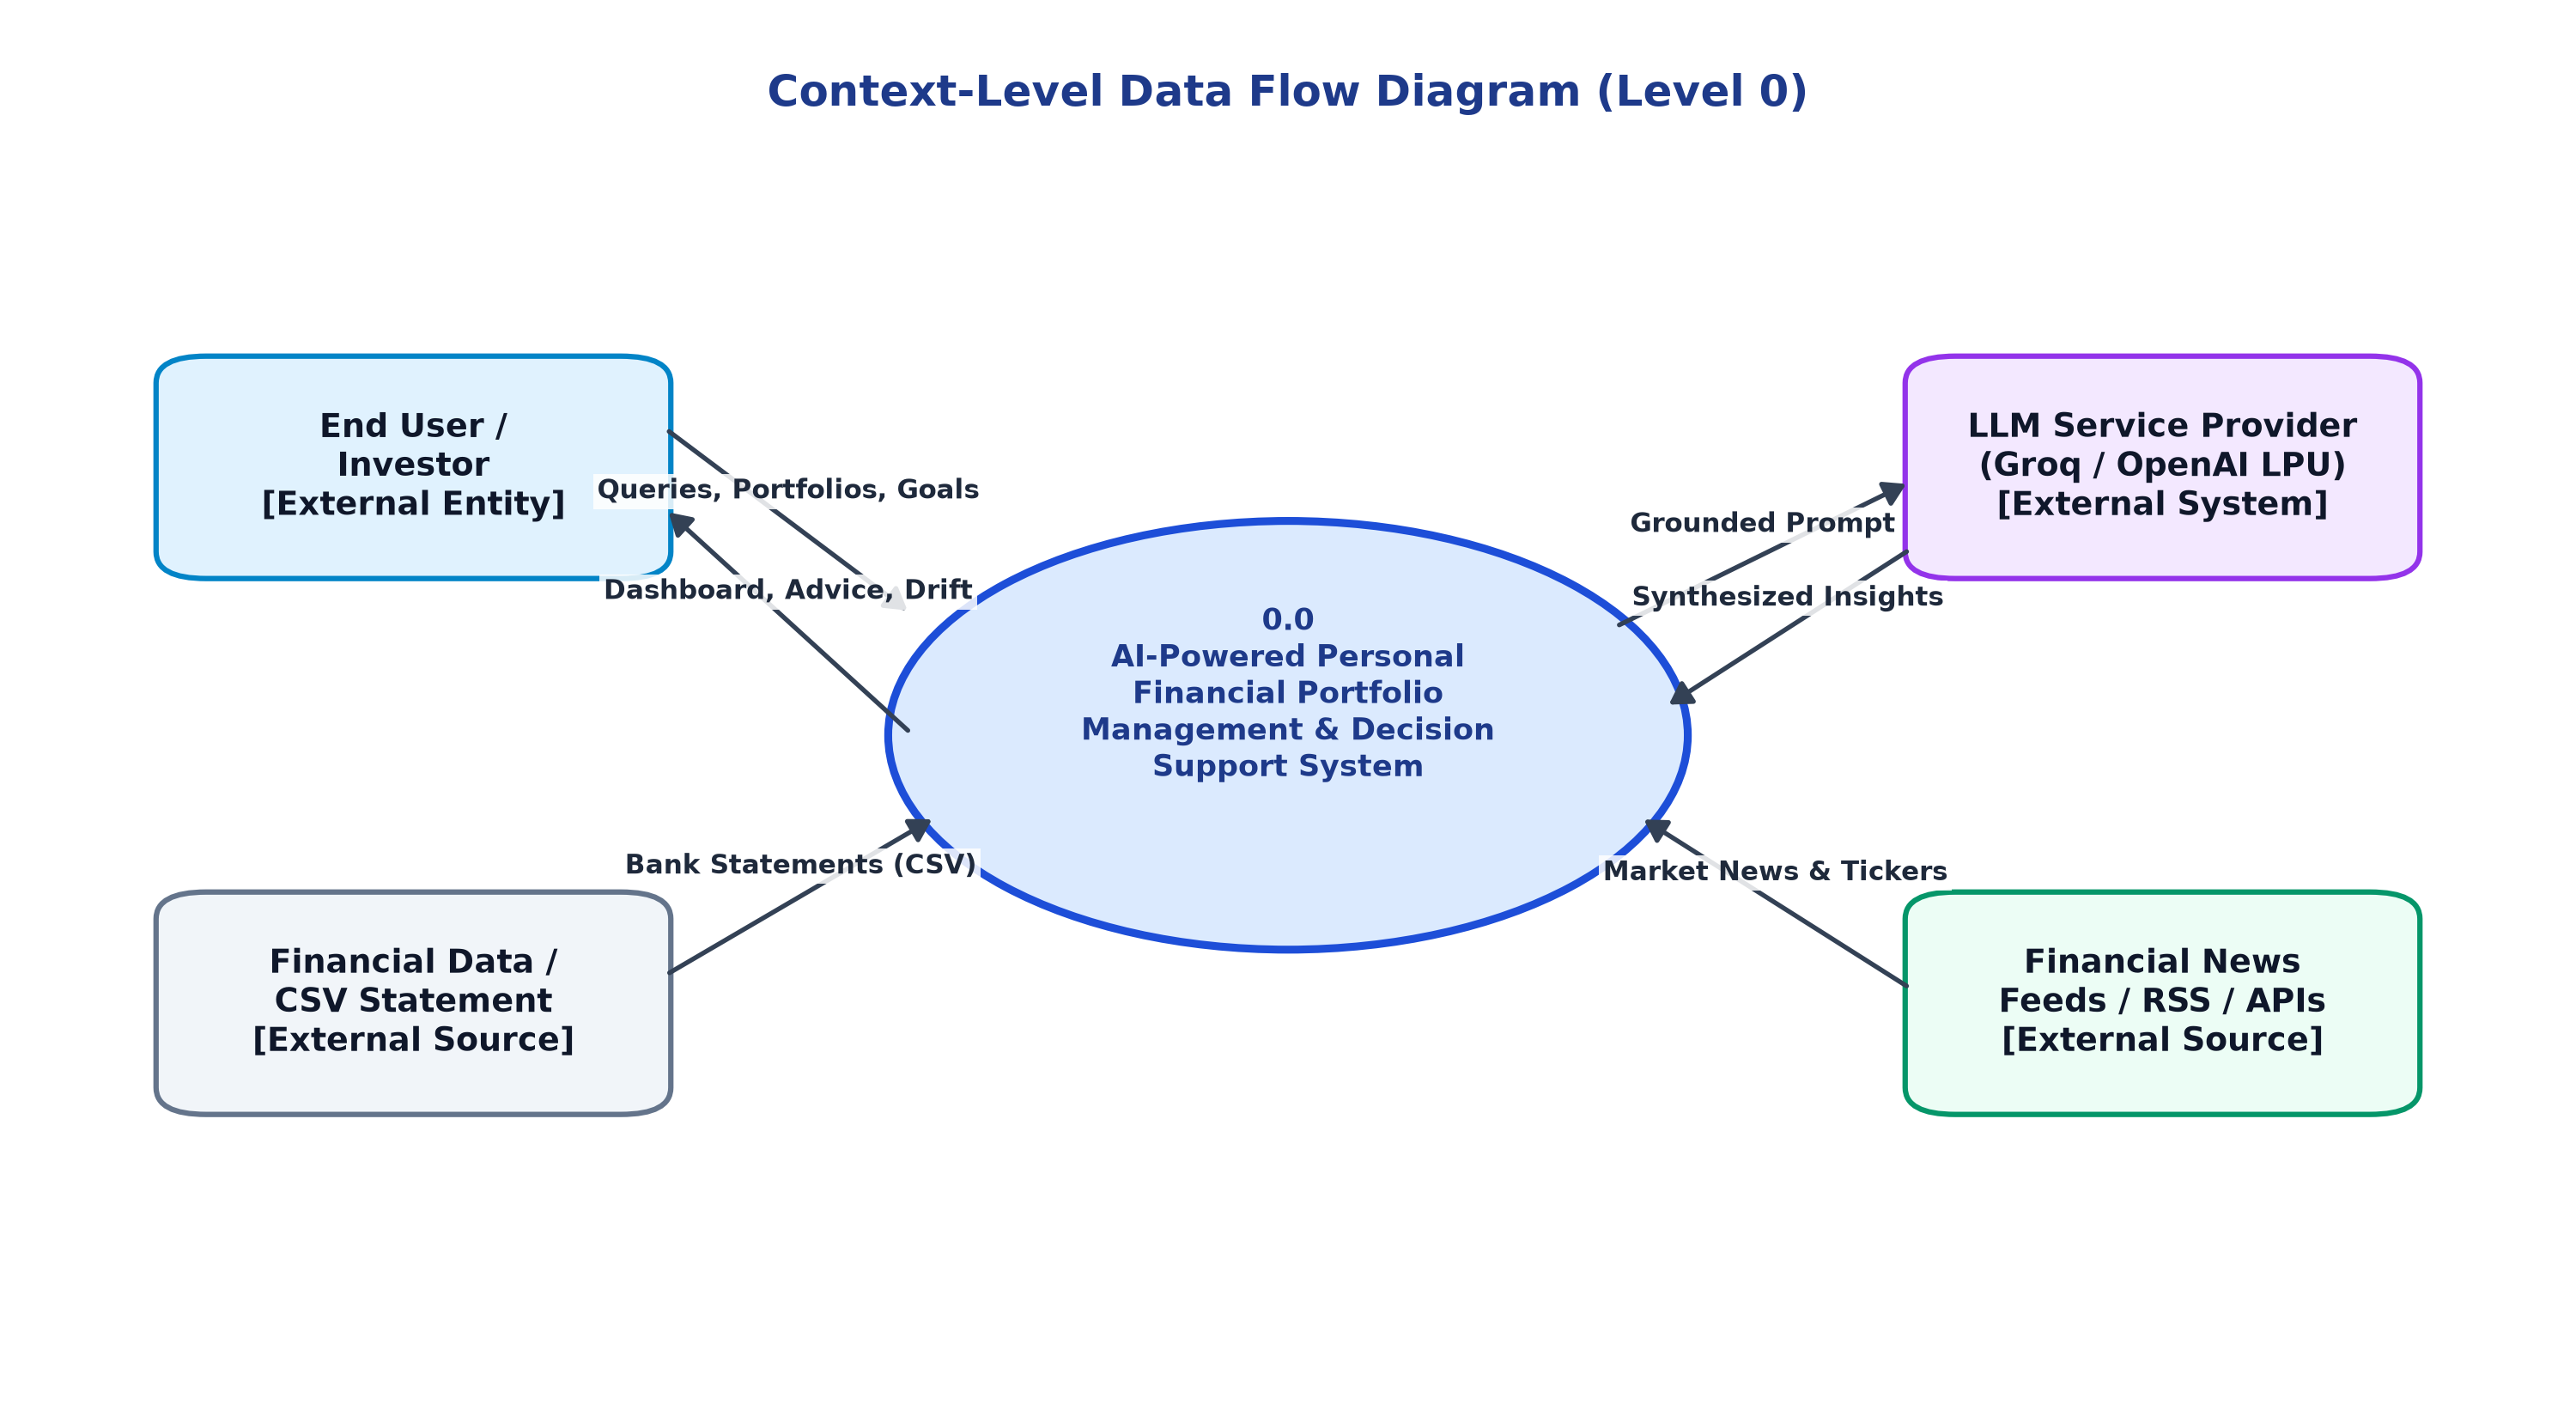 Context-Level Data Flow Diagram (Level 0)
End User /
Investor
[External Entity]
Queries, Portfolios, Goals
Dashboard, Advice, Drift
LLM Service Provider
(Groq / OpenAI LPU)
[External System]
Grounded Prompt
Synthesized Insights
0.0
AI-Powered Personal
Financial Portfolio
Management & Decision
Support System
Bank Statements (CSV)
Market News & Tickers
Financial Data /
CSV Statement
[External Source]
Financial News
Feeds / RSS / APIs
[External Source]